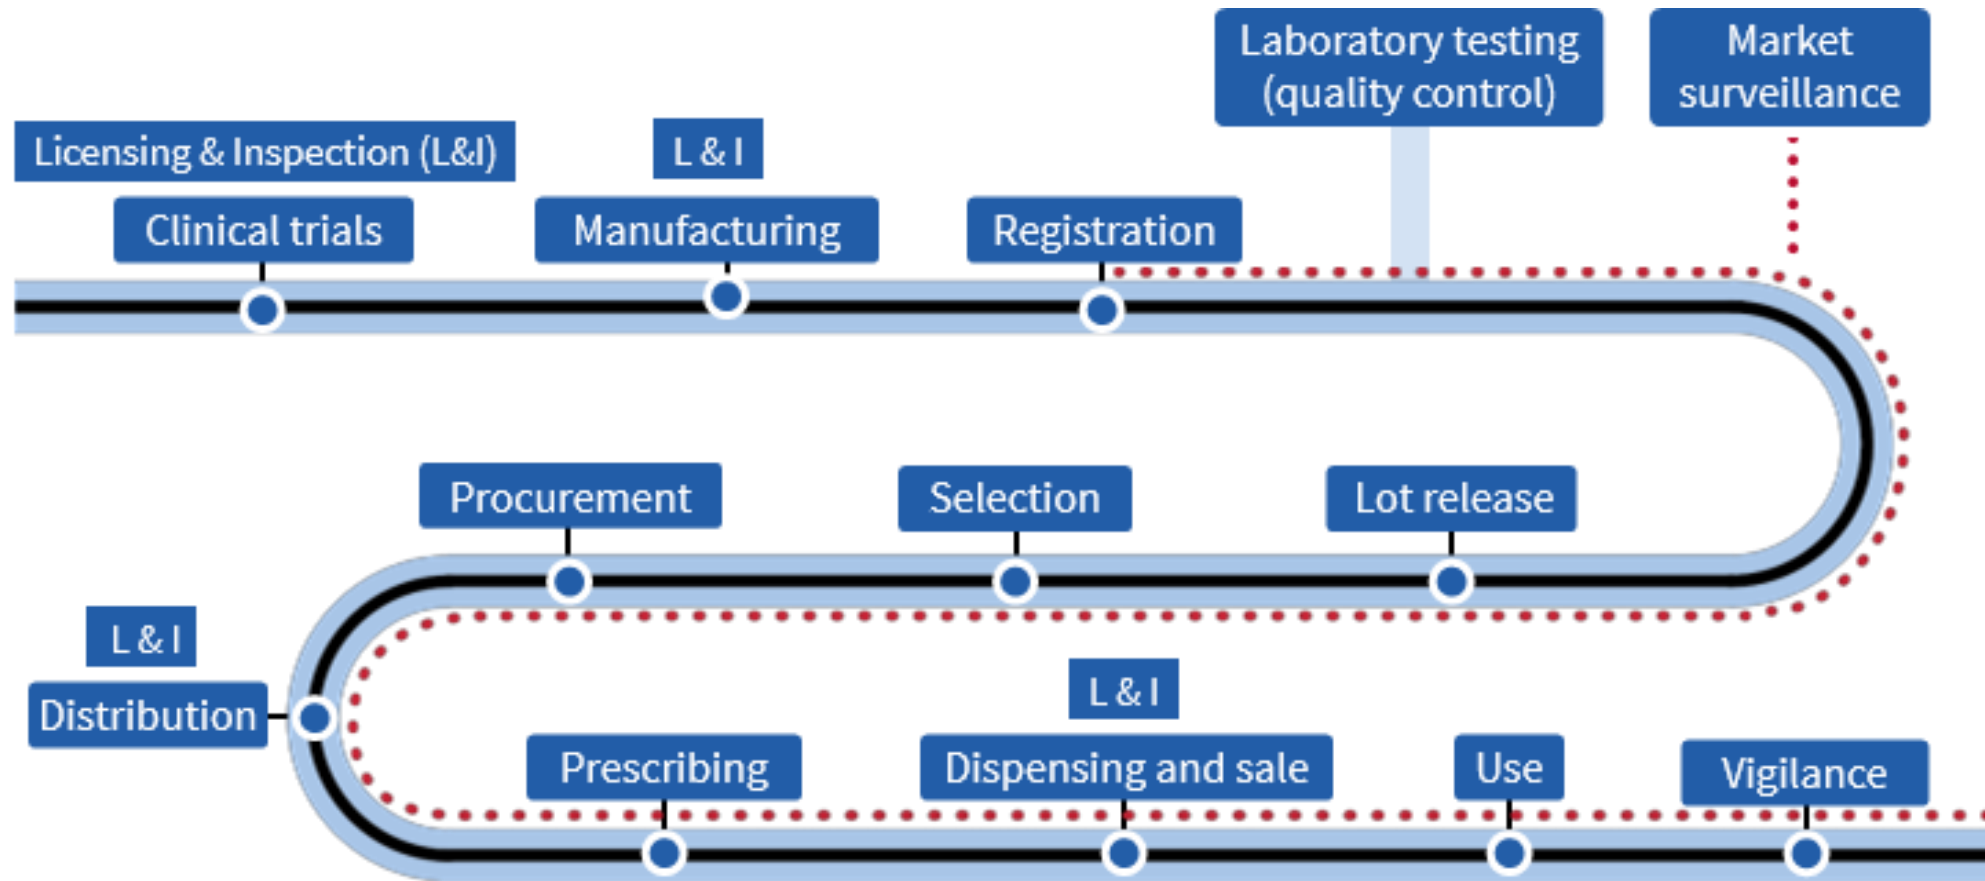 Laboratory testing
(quality control)
Market
surveillance
Licensing & Inspection (L&I)
L & I
Clinical trials
Manufacturing
Registration
Procurement
Selection
Lot release
L & I
Distribution
L & I
Prescribing
Dispensing and sale
Use
Vigilance